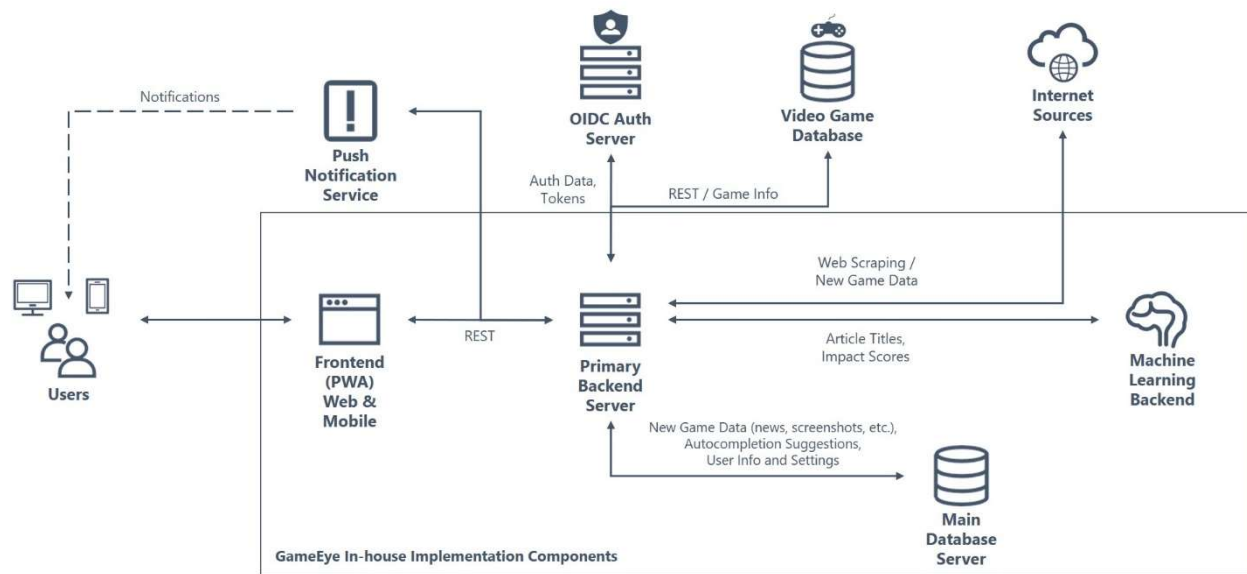 Notifications
Push
Notification
Service
OIDC Auth
Server
Video Game
Database
Internet
Sources
Auth Data,
Tokens
REST / Game Info
Web Scraping /
New Game Data
Users
Frontend
(PWA)
Web &
Mobile
REST
Primary
Backend
Server
Article Titles,
Impact Scores
Machine
Learning
Backend
New Game Data (news, screenshots, etc.),
Autocompletion Suggestions,
User Info and Settings
Main
Database
Server
GameEye In-house Implementation Components